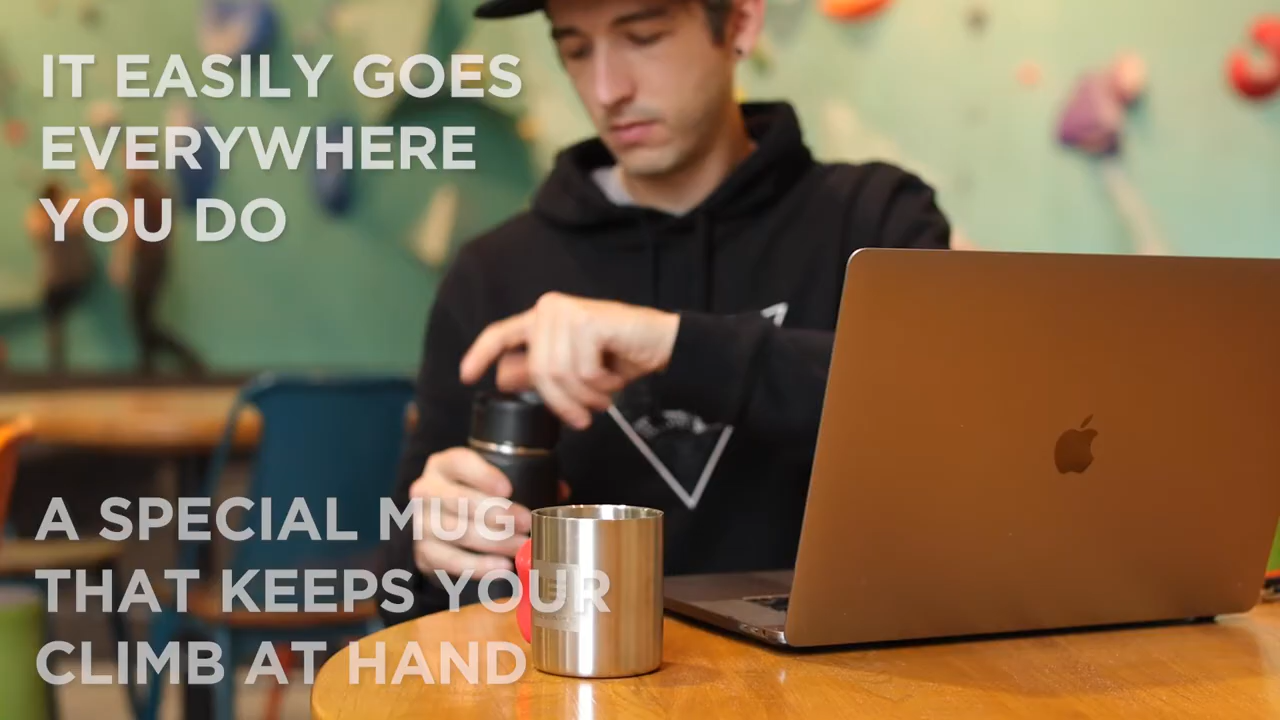 IT EASILY GOES
EVERYWHERE
YOU DO
A SPECIAL MUG
THAT KEEPS YOUR
CLIMB AT HAND